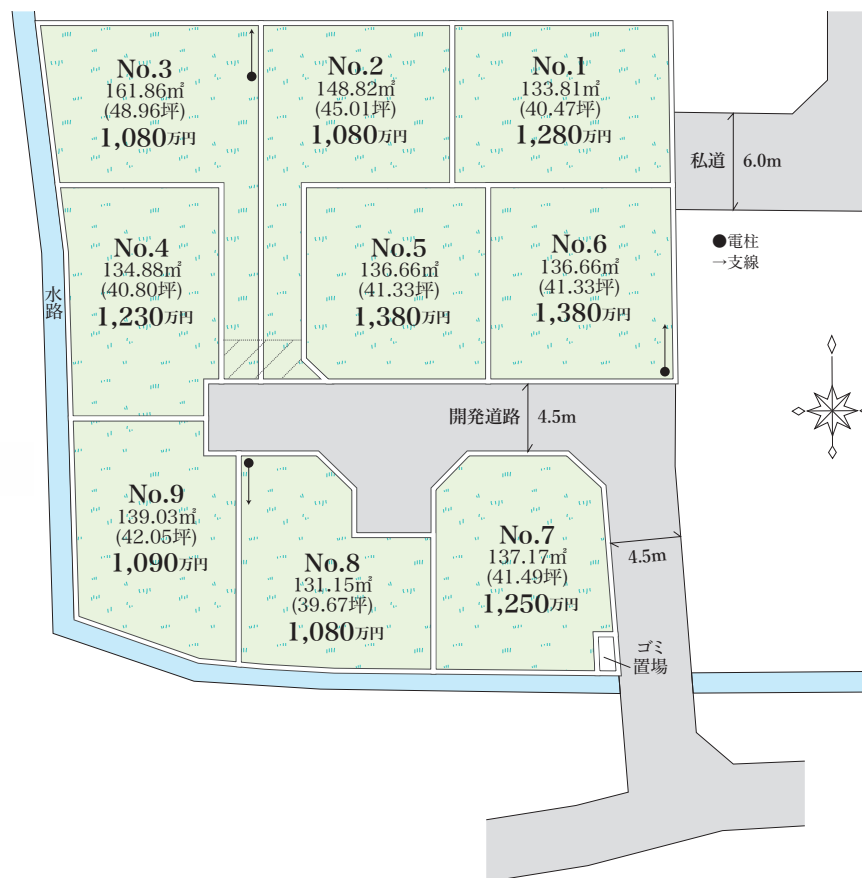 No.3
161.86㎡
(48.96坪)
1,080万円
No.2
148.82㎡
(45.01坪)
1,080万円
No.1
133.81㎡
(40.47坪)
1,280万円
私道 6.0m
●電柱
→支線
No.4
134.88㎡
(40.80坪)
1,230万円
No.5
136.66㎡
(41.33坪)
1,380万円
No.6
136.66㎡
(41.33坪)
1,380万円
水路
開発道路 4.5m
No.9
139.03㎡
(42.05坪)
1,090万円
No.8
131.15㎡
(39.67坪)
1,080万円
No.7
137.17㎡
(41.49坪)
1,250万円
4.5m
ゴミ
置場